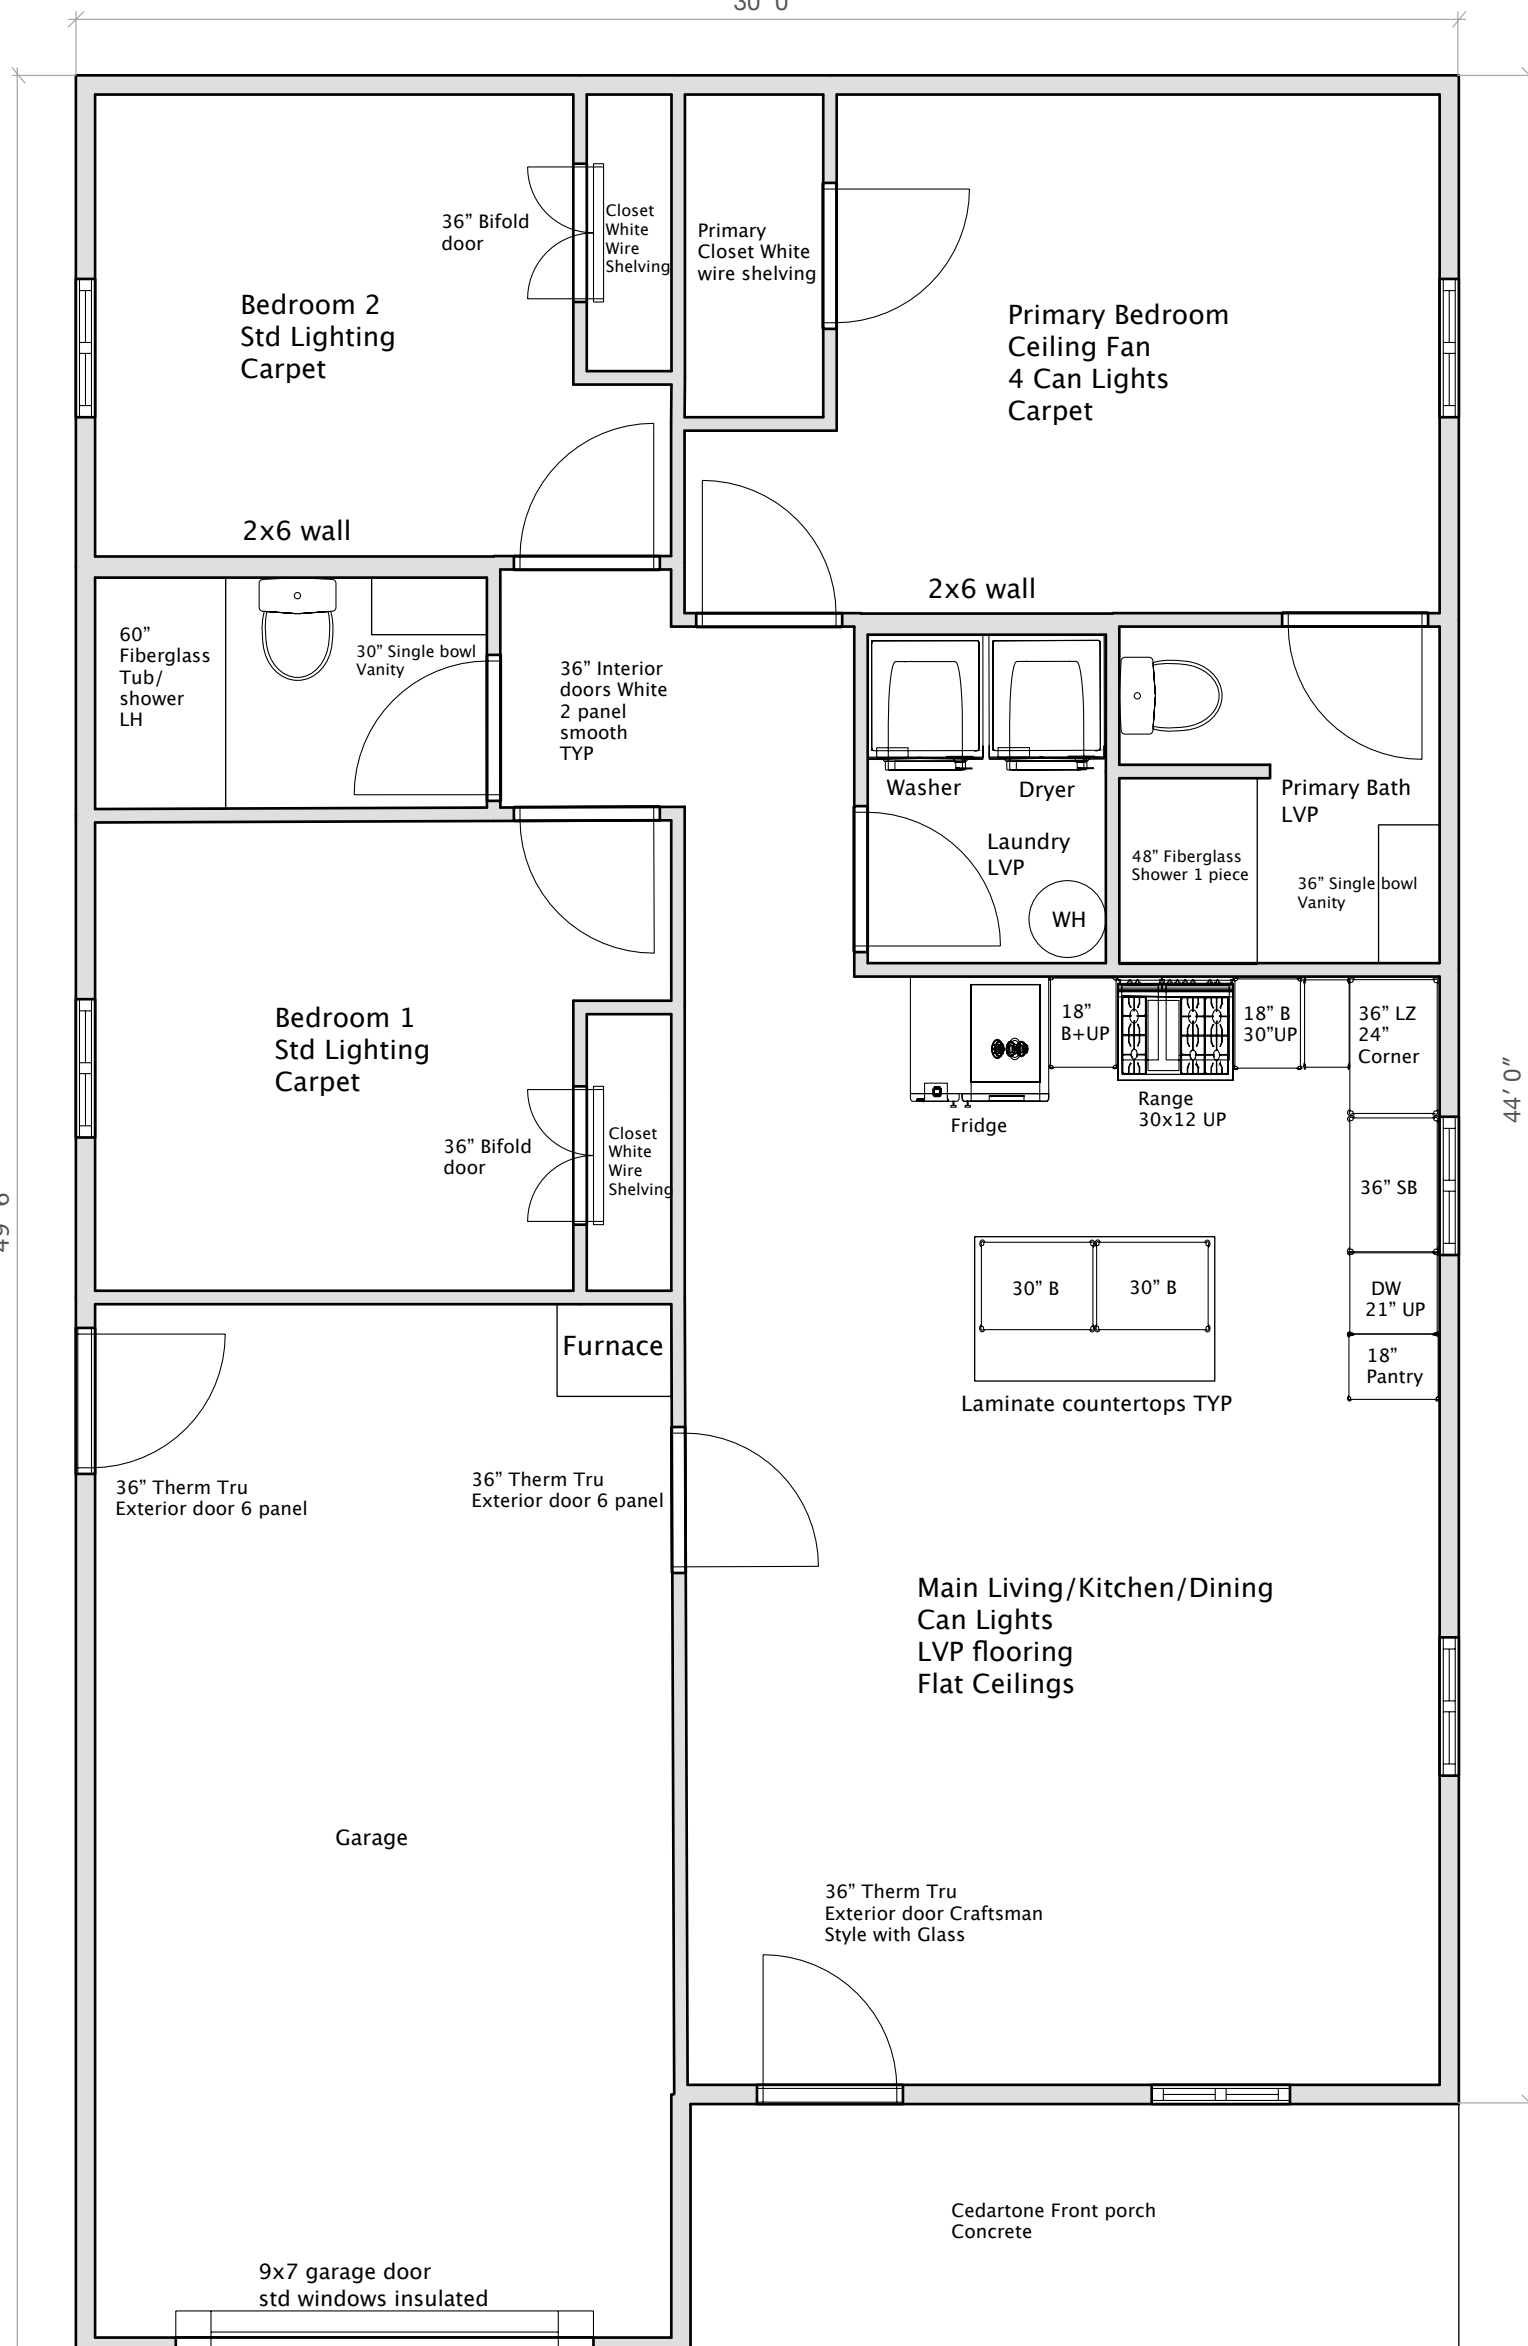 30' 0"
36” Bifold
door
Closet
White
Wire
Shelving
Primary
Closet White
wire shelving
Bedroom 2
Std Lighting
Carpet
Primary Bedroom
Ceiling Fan
4 Can Lights
Carpet
2x6 wall
2x6 wall
60”
Fiberglass
Tub/
shower
LH
30” Single bowl
Vanity
36” Interior
doors White
2 panel
smooth
TYP
Washer
Dryer
Laundry
LVP
WH
Primary Bath
LVP
48” Fiberglass
Shower 1 piece
36” Single bowl
Vanity
Bedroom 1
Std Lighting
Carpet
18”
B+UP
18” B
30”UP
36” LZ
24”
Corner
Range
30x12 UP
Fridge
44' 0"
36” Bifold
door
Closet
White
Wire
Shelving
36” SB
49' 6"
30” B
30” B
DW
21” UP
18”
Pantry
Laminate countertops TYP
Furnace
36” Therm Tru
Exterior door 6 panel
36” Therm Tru
Exterior door 6 panel
Main Living/Kitchen/Dining
Can Lights
LVP flooring
Flat Ceilings
Garage
36” Therm Tru
Exterior door Craftsman
Style with Glass
Cedartone Front porch
Concrete
9x7 garage door
std windows insulated